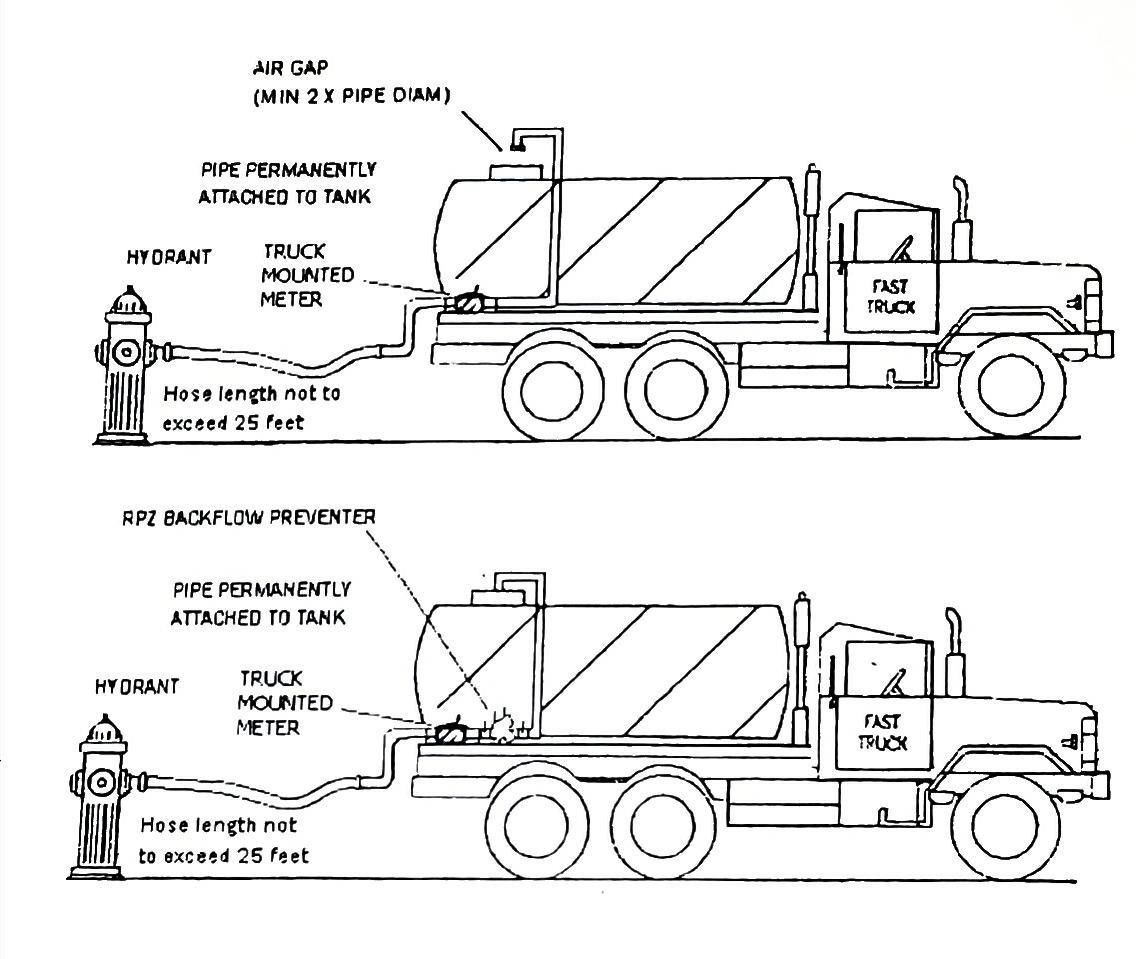 AIR GAP
(MIN 2 X PIPE DIAM)
PIPE PERMANENTLY
ATTACHED TO TANK
HYDRANT
TRUCK
MOUNTED
METER
FAST
TRUCK
Hose length not to
exceed 25 feet
RPZ BACKFLOW PREVENTER
PIPE PERMANENTLY
ATTACHED TO TANK
HYDRANT
TRUCK
MOUNTED
METER
FAST
TRUCK
Hose length not
to exceed 25 feet